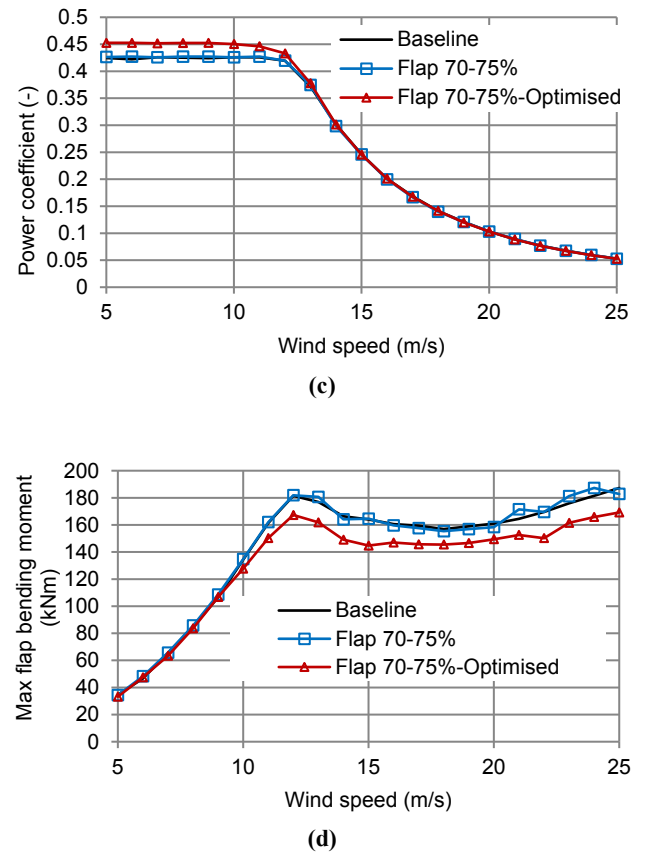 0.5
0.45
0.4
0.35
0.3
0.25
0.2
0.15
0.1
0.05
0
Power coefficient (-)
Baseline
Flap 70-75%
Flap 70-75%-Optimised
5 10 15 20 25
Wind speed (m/s)
(c)
200
180
160
140
120
100
80
60
40
20
0
Max flap bending moment
(kNm)
Baseline
Flap 70-75%
Flap 70-75%-Optimised
5 10 15 20 25
Wind speed (m/s)
(d)